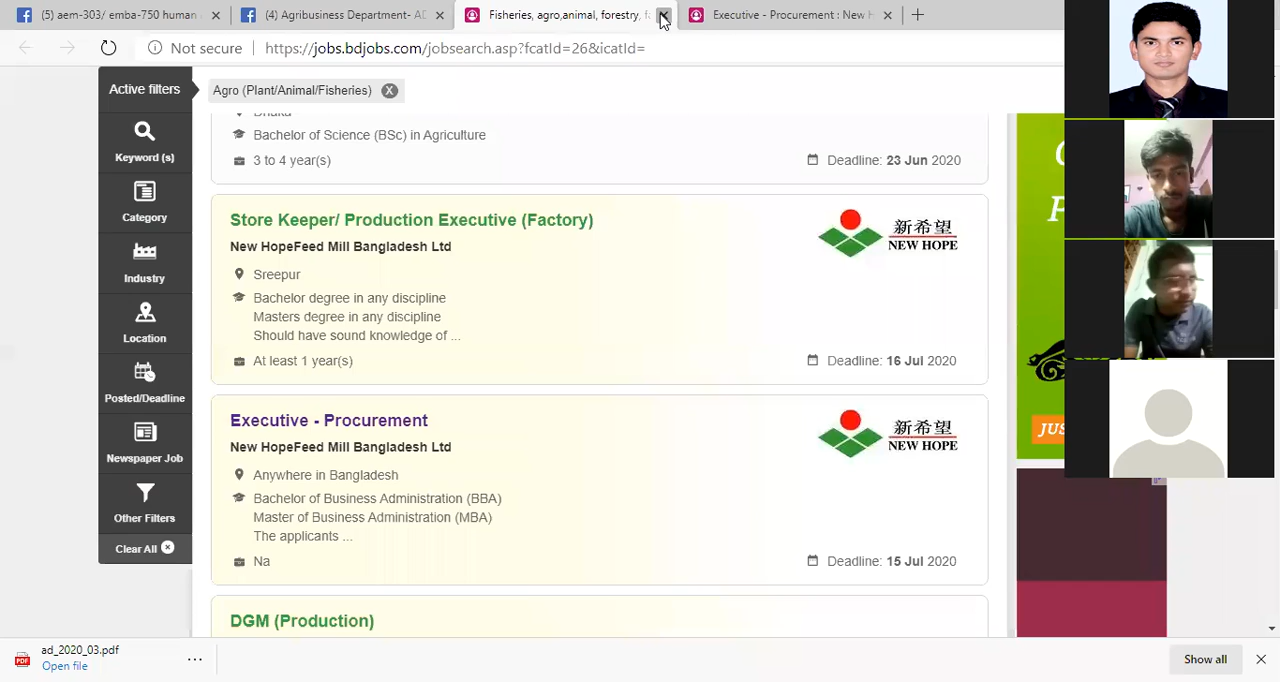 (5) aem-303/ emba-750 human
(4) Agribusiness Department- AD
Fisheries, agro,animal, forestry, f
Executive - Procurement : New H
Not secure
https://jobs.bdjobs.com/jobsearch.asp?fcatId=26&icatId=
Active filters
Agro (Plant/Animal/Fisheries) X
Keyword (s)
Category
Industry
Location
Posted/Deadline
Newspaper Job
Other Filters
Clear All
Dhaka
Bachelor of Science (BSc) in Agriculture
3 to 4 year(s)
Deadline: 23 Jun 2020
Store Keeper/ Production Executive (Factory)
New HopeFeed Mill Bangladesh Ltd
Sreepur
Bachelor degree in any discipline
Masters degree in any discipline
Should have sound knowledge of ...
At least 1 year(s)
Deadline: 16 Jul 2020
新希望
NEW HOPE
Executive - Procurement
New HopeFeed Mill Bangladesh Ltd
Anywhere in Bangladesh
Bachelor of Business Administration (BBA)
Master of Business Administration (MBA)
The applicants ...
Na
Deadline: 15 Jul 2020
新希望
NEW HOPE
DGM (Production)
JUS
ad_2020_03.pdf
Open file
PDF
...
Show all